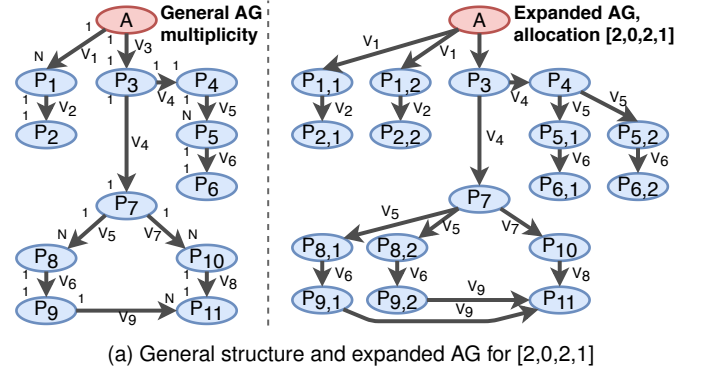 General AG
multiplicity
A
1 1
V1
V3
N 1
P1 P3 P4
1 1 1
V4
1 1 1
V2
V5
1 N
P2 P5
1
V4
V6
1
P6
1
P7
1 1
V5 V7
N N
P8 P10
1 1
V6 V8
1 1
P9 P11
1 N
V9
Expanded AG,
allocation [2,0,2,1]
A
V1 V1
P1,1 P1,2 P3 P4
V4
V2 V2 V5 V5
P2,1 P2,2 P5,1 P5,2
V4
V6 V6
P6,1 P6,2
P7
V5 V5 V7
P8,1 P8,2 P10
V6 V6 V8
P9,1 P9,2 P11
V9
V9
(a) General structure and expanded AG for [2,0,2,1]